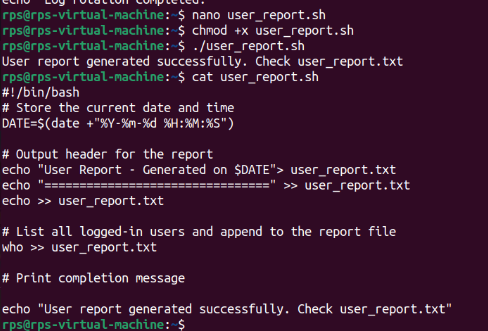 echo "Log rotation completed."
rps@rps-virtual-machine:~$ nano user_report.sh
rps@rps-virtual-machine:~$ chmod +x user_report.sh
rps@rps-virtual-machine:~$ ./user_report.sh
User report generated successfully. Check user_report.txt
rps@rps-virtual-machine:~$ cat user_report.sh
#!/bin/bash
# Store the current date and time
DATE=$(date +"%Y-%m-%d %H:%M:%S")
# Output header for the report
echo "User Report - Generated on $DATE"> user_report.txt
echo "================================" >> user_report.txt
echo >> user_report.txt
# List all logged-in users and append to the report file
who >> user_report.txt
# Print completion message
echo "User report generated successfully. Check user_report.txt"
rps@rps-virtual-machine:~$